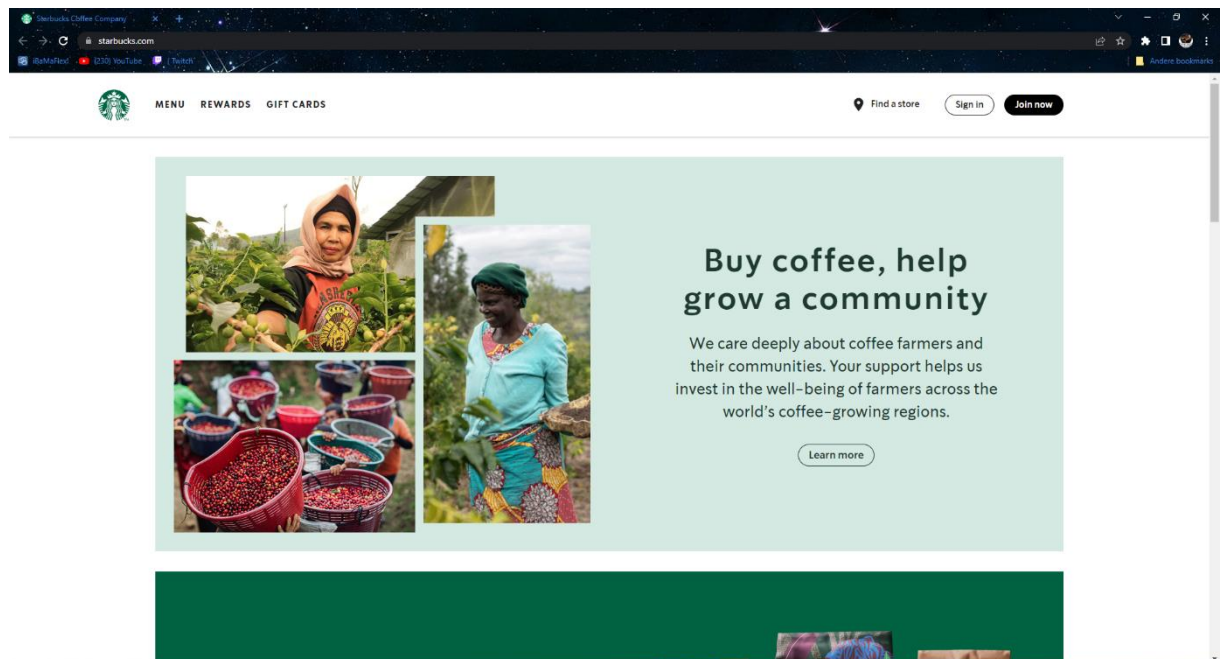 Starbucks Coffee Company
starbucks.com
(230) YouTube
Twitch
Andere bookmarks
MENU REWARDS GIFT CARDS
Find a store Sign in Join now
Buy coffee, help
grow a community
We care deeply about coffee farmers and
their communities. Your support helps us
invest in the well-being of farmers across the
world's coffee-growing regions.
Learn more